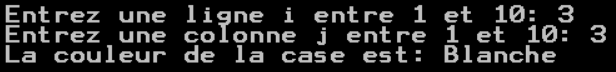 Entrez une ligne i entre 1 et 10: 3
Entrez une colonne j entre 1 et 10: 3
La couleur de la case est: Blanche